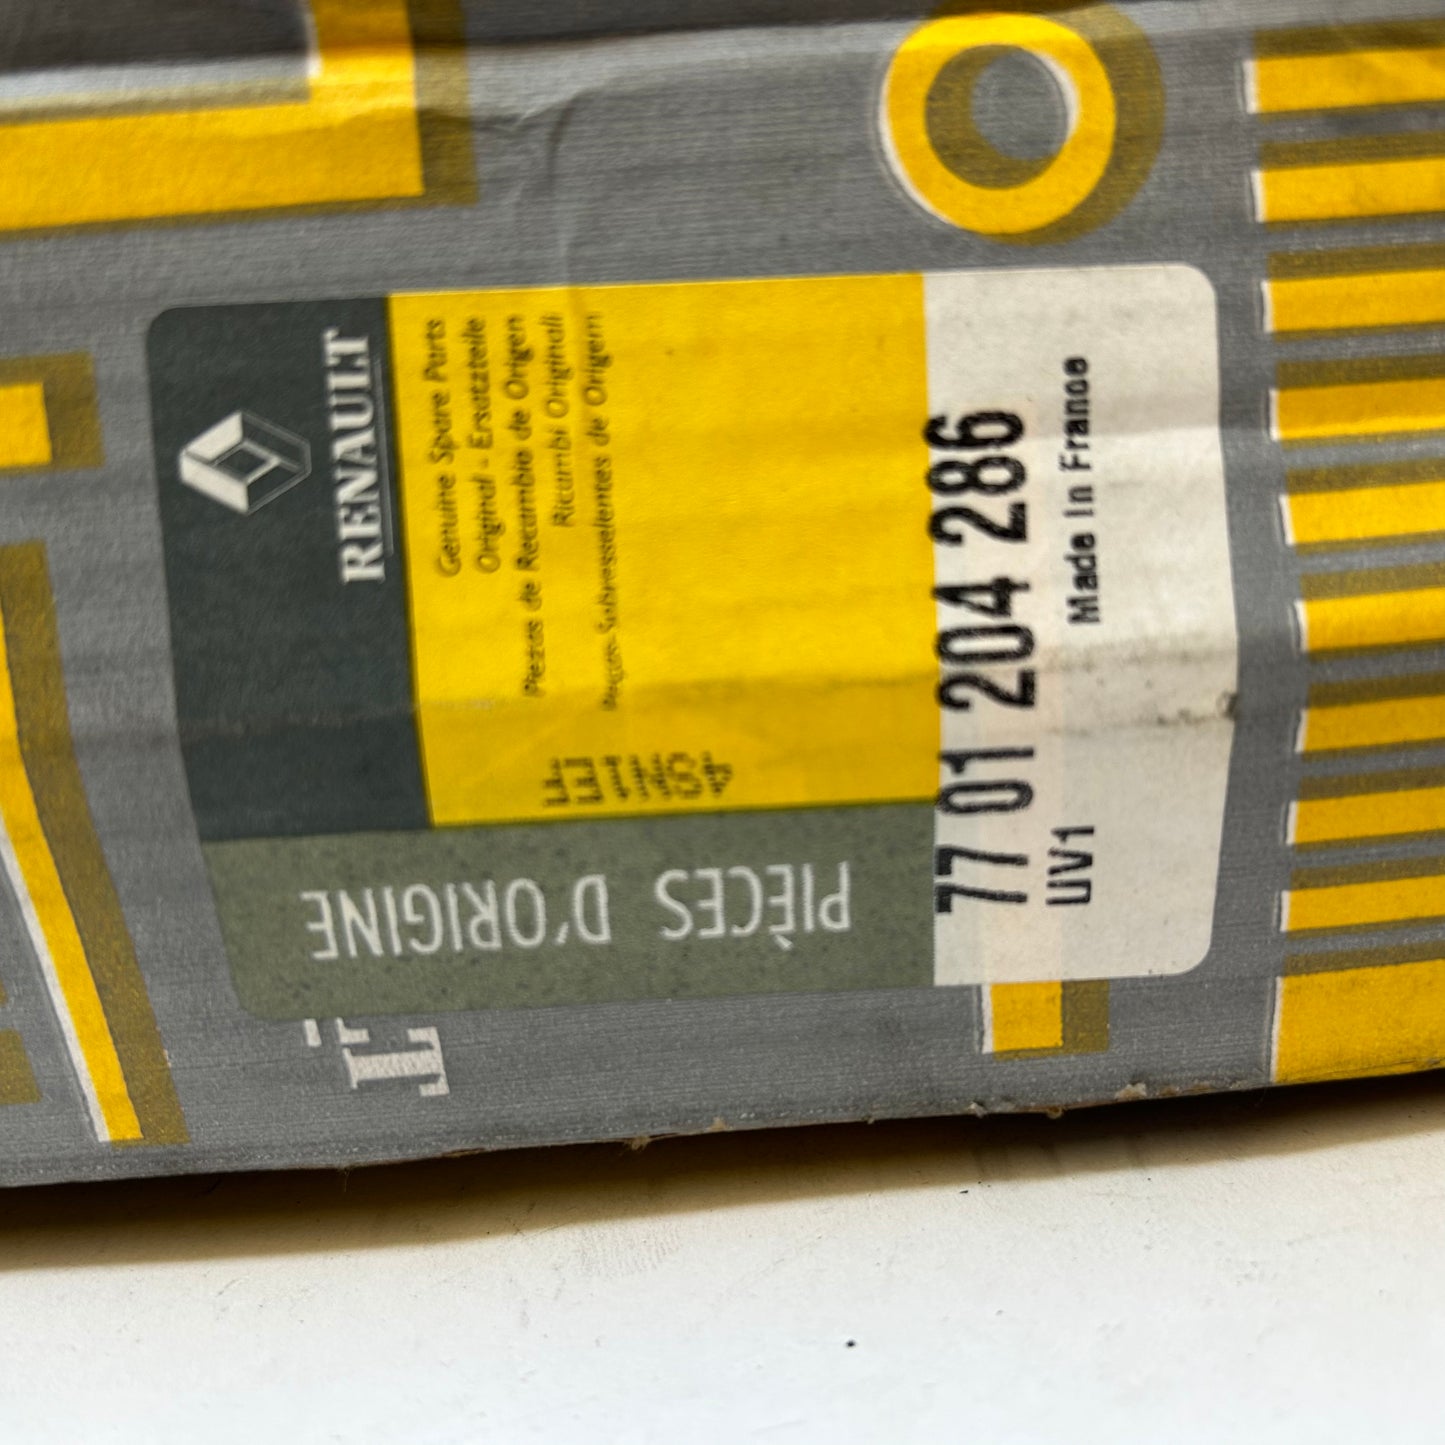 RENAULT
Genuine Spare Parts
Original - Ersatzteile
Piezas de Recambio de Origen
Ricambi Originali
Peças-Sobresselentes de Origem
PIÈCES D'ORIGINE
77 01 204 286
UV1 Made In France